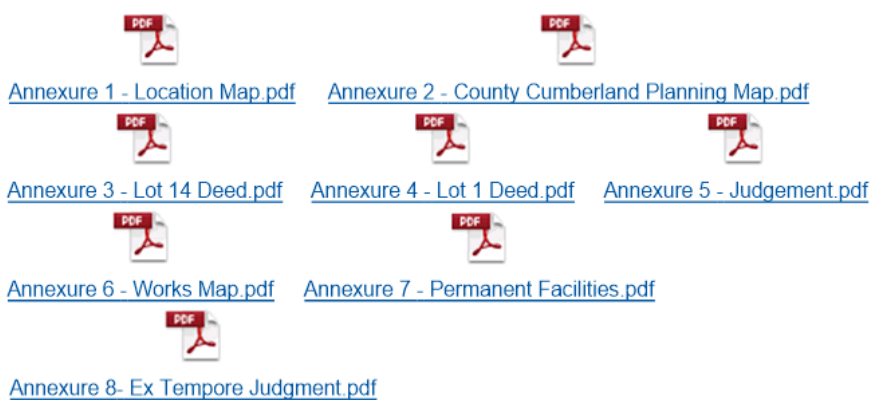 PDF PDF
Annexure 1 - Location Map.pdf Annexure 2 - County Cumberland Planning Map.pdf
PDF PDF PDF
Annexure 3 - Lot 14 Deed.pdf Annexure 4 - Lot 1 Deed.pdf Annexure 5 - Judgement.pdf
PDF PDF
Annexure 6 - Works Map.pdf Annexure 7 - Permanent Facilities.pdf
PDF
Annexure 8- Ex Tempore Judgment.pdf